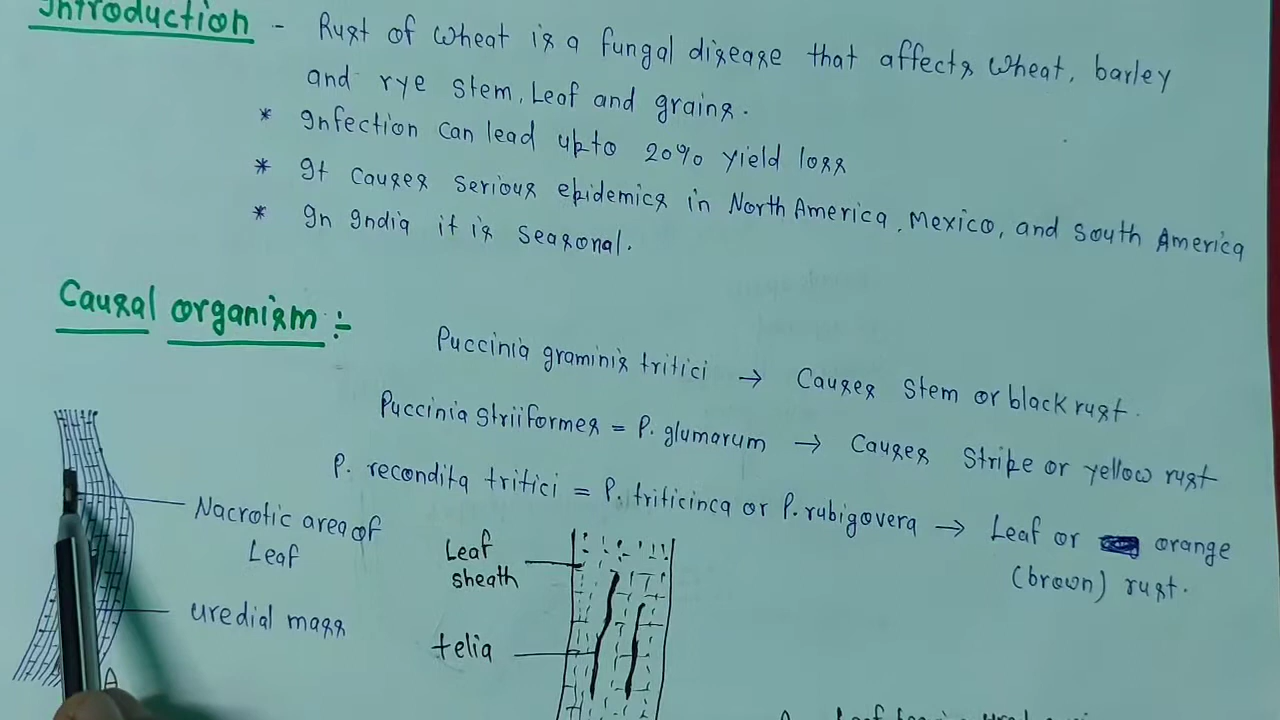 Introduction - Rust of wheat is a fungal disease that affects wheat, barley
and rye stem, Leaf and grains.
* Infection can lead upto 20% yield loss
* It causes serious epidemics in North America, Mexico, and South America
* In India it is seasonal.
Causal organism :-
Puccinia graminis tritici → Causes Stem or black rust.
Puccinia striiformes = P. glumarum → Causes Stripe or yellow rust
P. recondita tritici = P. triticinca or P. rubigovera → Leaf or orange
(brown) rust.
Nacrotic area of
Leaf
uredial mass
Leaf
sheath
telia
A